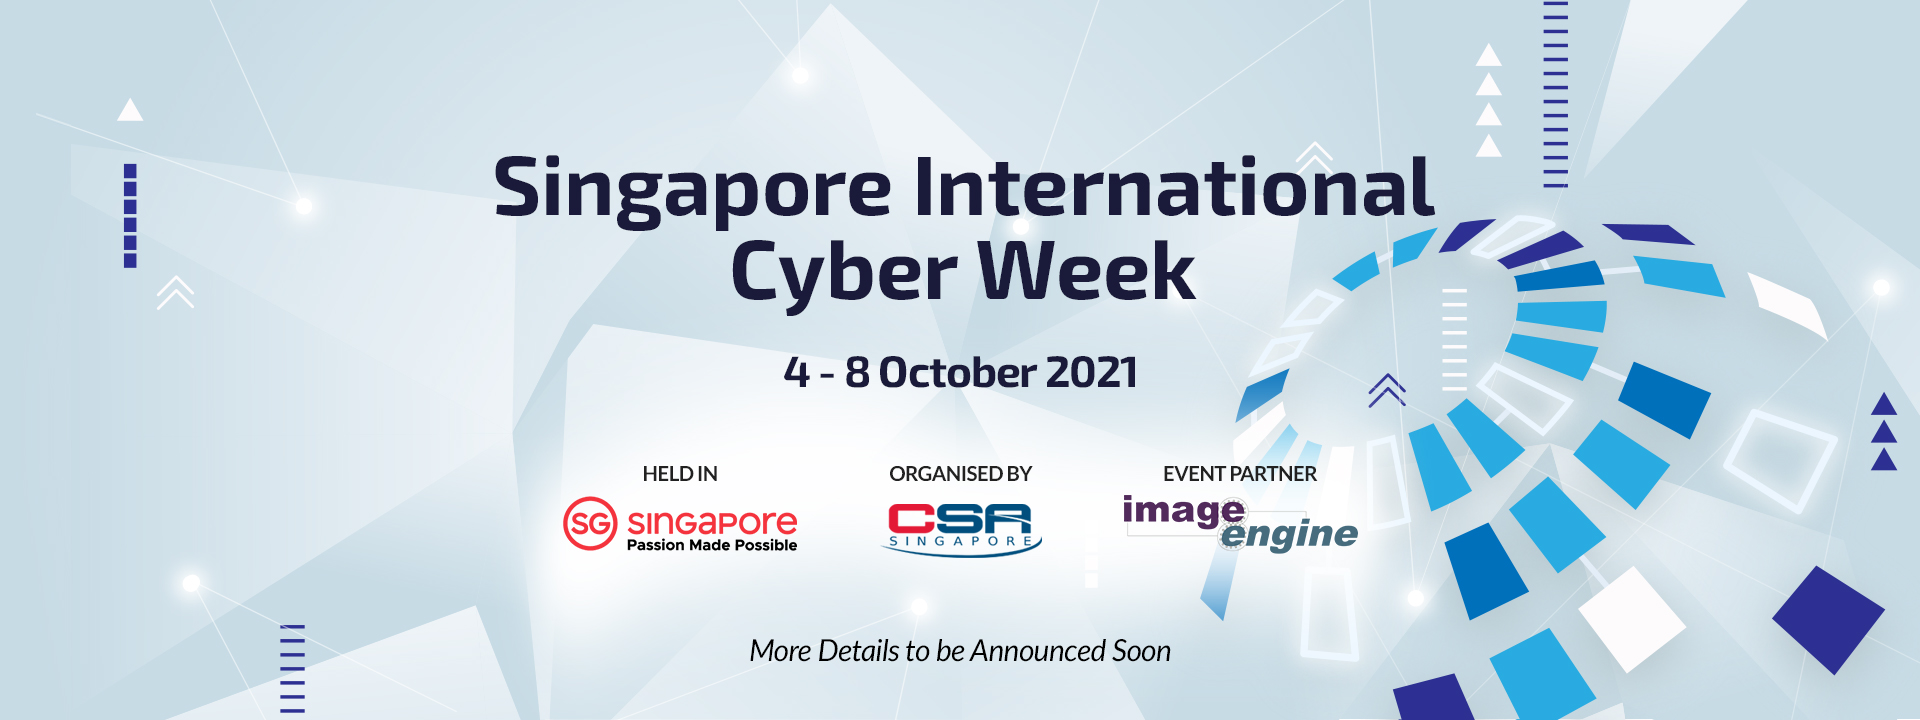 Singapore International
Cyber Week
4 - 8 October 2021
HELD IN
SG SINGAPORE
Passion Made Possible
ORGANISED BY
CSA
SINGAPORE
EVENT PARTNER
image
engine
More Details to be Announced Soon